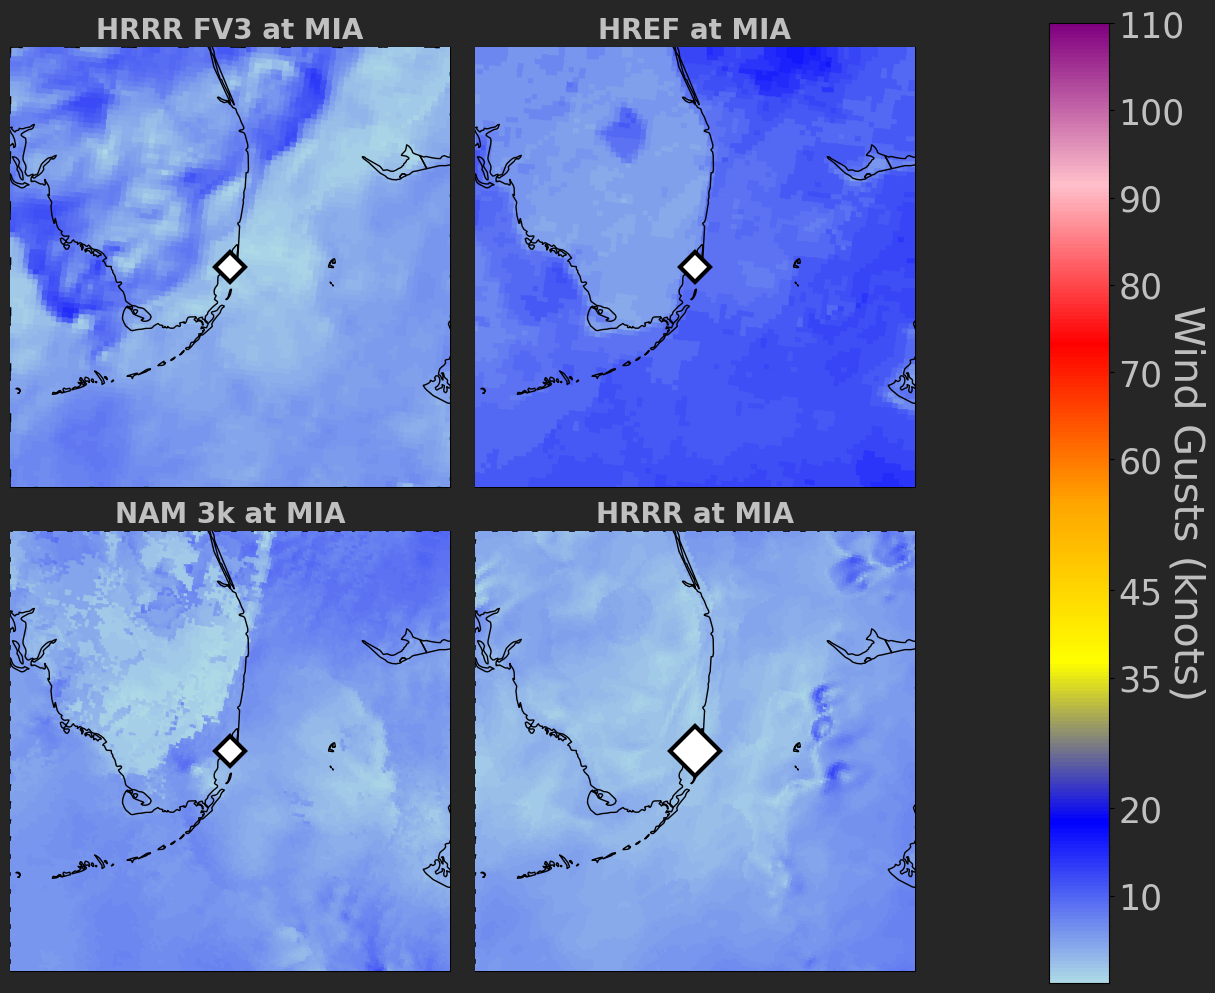 HRRR FV3 at MIA
HREF at MIA
NAM 3k at MIA
HRRR at MIA
110
100
90
80
70
60
45
35
20
10
Wind Gusts (knots)